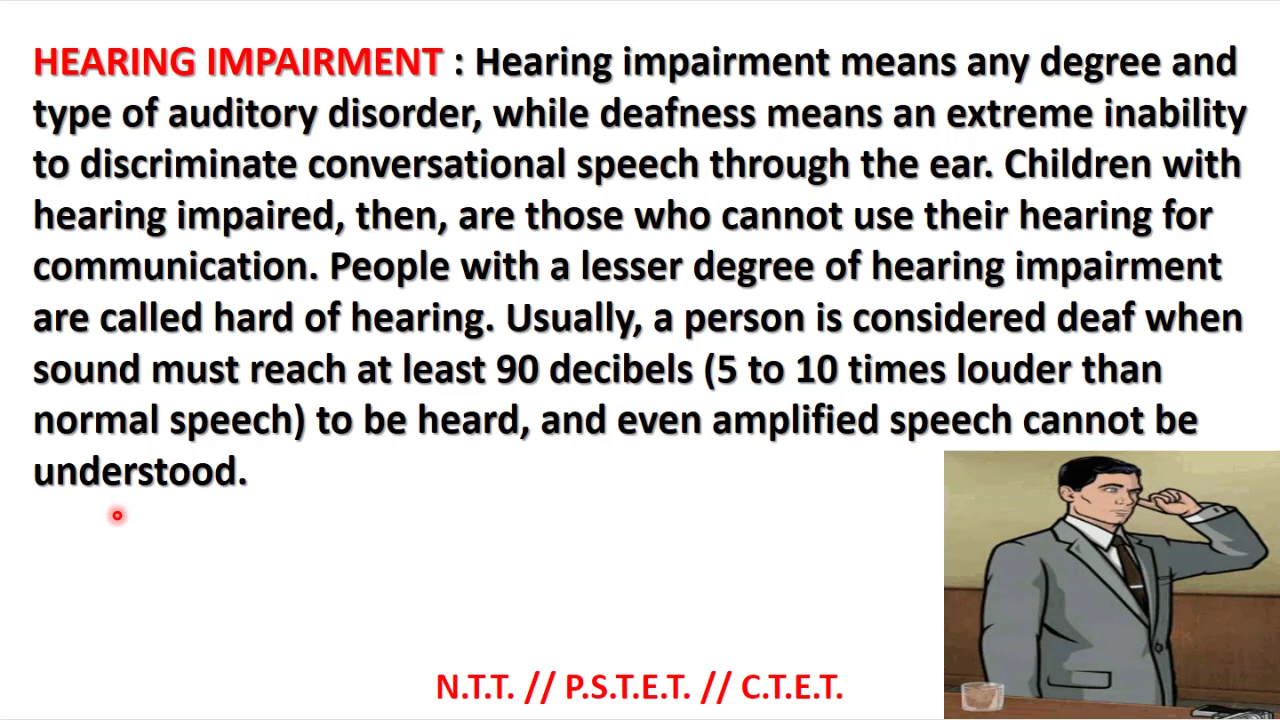 HEARING IMPAIRMENT : Hearing impairment means any degree and
type of auditory disorder, while deafness means an extreme inability
to discriminate conversational speech through the ear. Children with
hearing impaired, then, are those who cannot use their hearing for
communication. People with a lesser degree of hearing impairment
are called hard of hearing. Usually, a person is considered deaf when
sound must reach at least 90 decibels (5 to 10 times louder than
normal speech) to be heard, and even amplified speech cannot be
understood.
N.T.T. // P.S.T.E.T. // C.T.E.T.